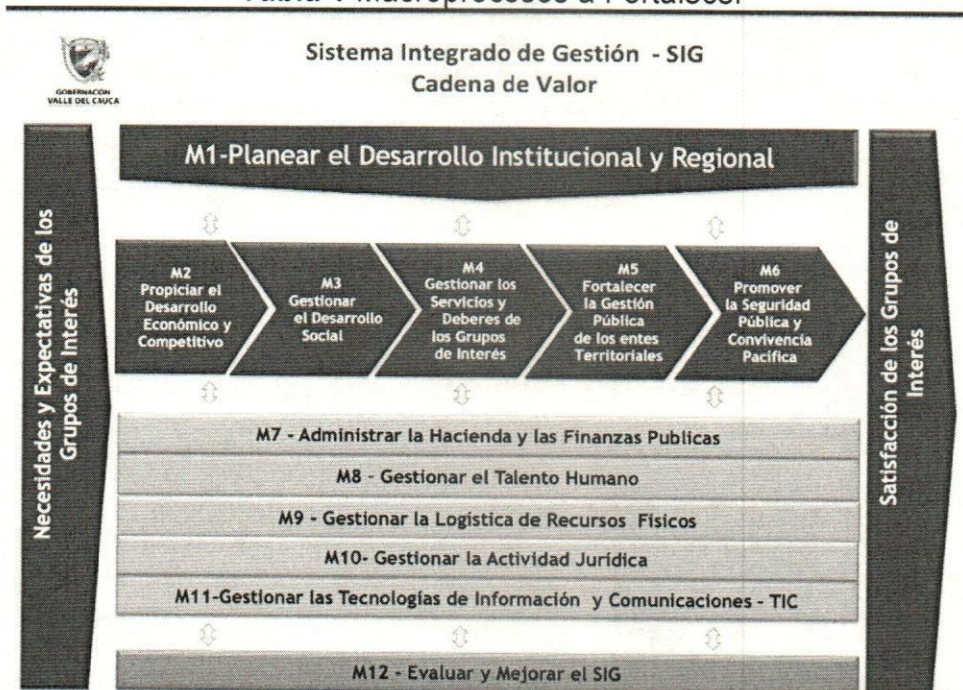 Sistema Integrado de Gestión - SIG
Cadena de Valor
GOBERNACION
VALLE DEL CAUCA
Necesidades y Expectativas de los
Grupos de Interés
M1-Planear el Desarrollo Institucional y Regional
M2
Propiciar el
Desarrollo
Económico y
Competitivo
M3
Gestionar
el Desarrollo
Social
M4
Gestionar los
Servicios y
Deberes de
los Grupos
de Interés
M5
Fortalecer
la Gestión
Pública
de los entes
Territoriales
M6
Promover
la Seguridad
Pública y
Convivencia
Pacifica
M7 - Administrar la Hacienda y las Finanzas Publicas
M8 - Gestionar el Talento Humano
M9 - Gestionar la Logística de Recursos Físicos
M10- Gestionar la Actividad Jurídica
M11-Gestionar las Tecnologías de Información y Comunicaciones - TIC
M12 - Evaluar y Mejorar el SIG
Satisfacción de los Grupos de
Interés